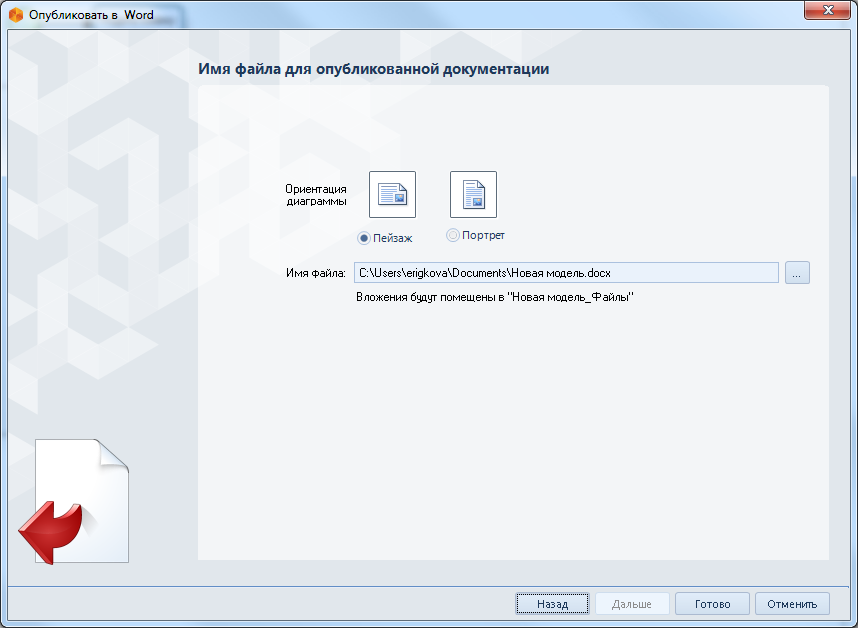 Опубликовать в  Word
Имя файла для опубликованной документации
Ориентация
диаграммы
Пейзаж
Портрет
Имя файла:
C:\Users\erigkova\Documents\Новая модель.docx
...
Вложения будут помещены в "Новая модель_Файлы"
Назад
Дальше
Готово
Отменить